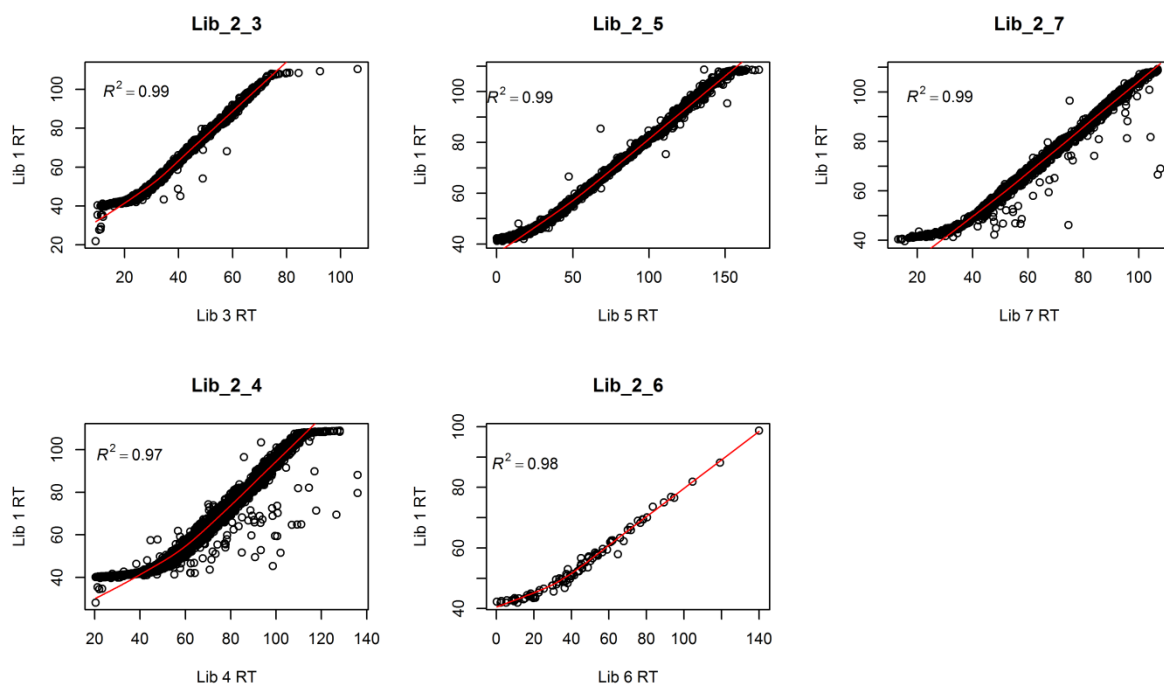 Lib_2_3
R² = 0.99
Lib 1 RT
20 40 60 80 100
20 40 60 80 100
Lib 3 RT
Lib_2_5
R² = 0.99
Lib 1 RT
40 60 80 100
0 50 100 150
Lib 5 RT
Lib_2_7
R² = 0.99
Lib 1 RT
40 60 80 100
20 40 60 80 100
Lib 7 RT
Lib_2_4
R² = 0.97
Lib 1 RT
40 60 80 100
20 40 60 80 100 120 140
Lib 4 RT
Lib_2_6
R² = 0.98
Lib 1 RT
40 60 80 100
0 20 40 60 80 100 120 140
Lib 6 RT